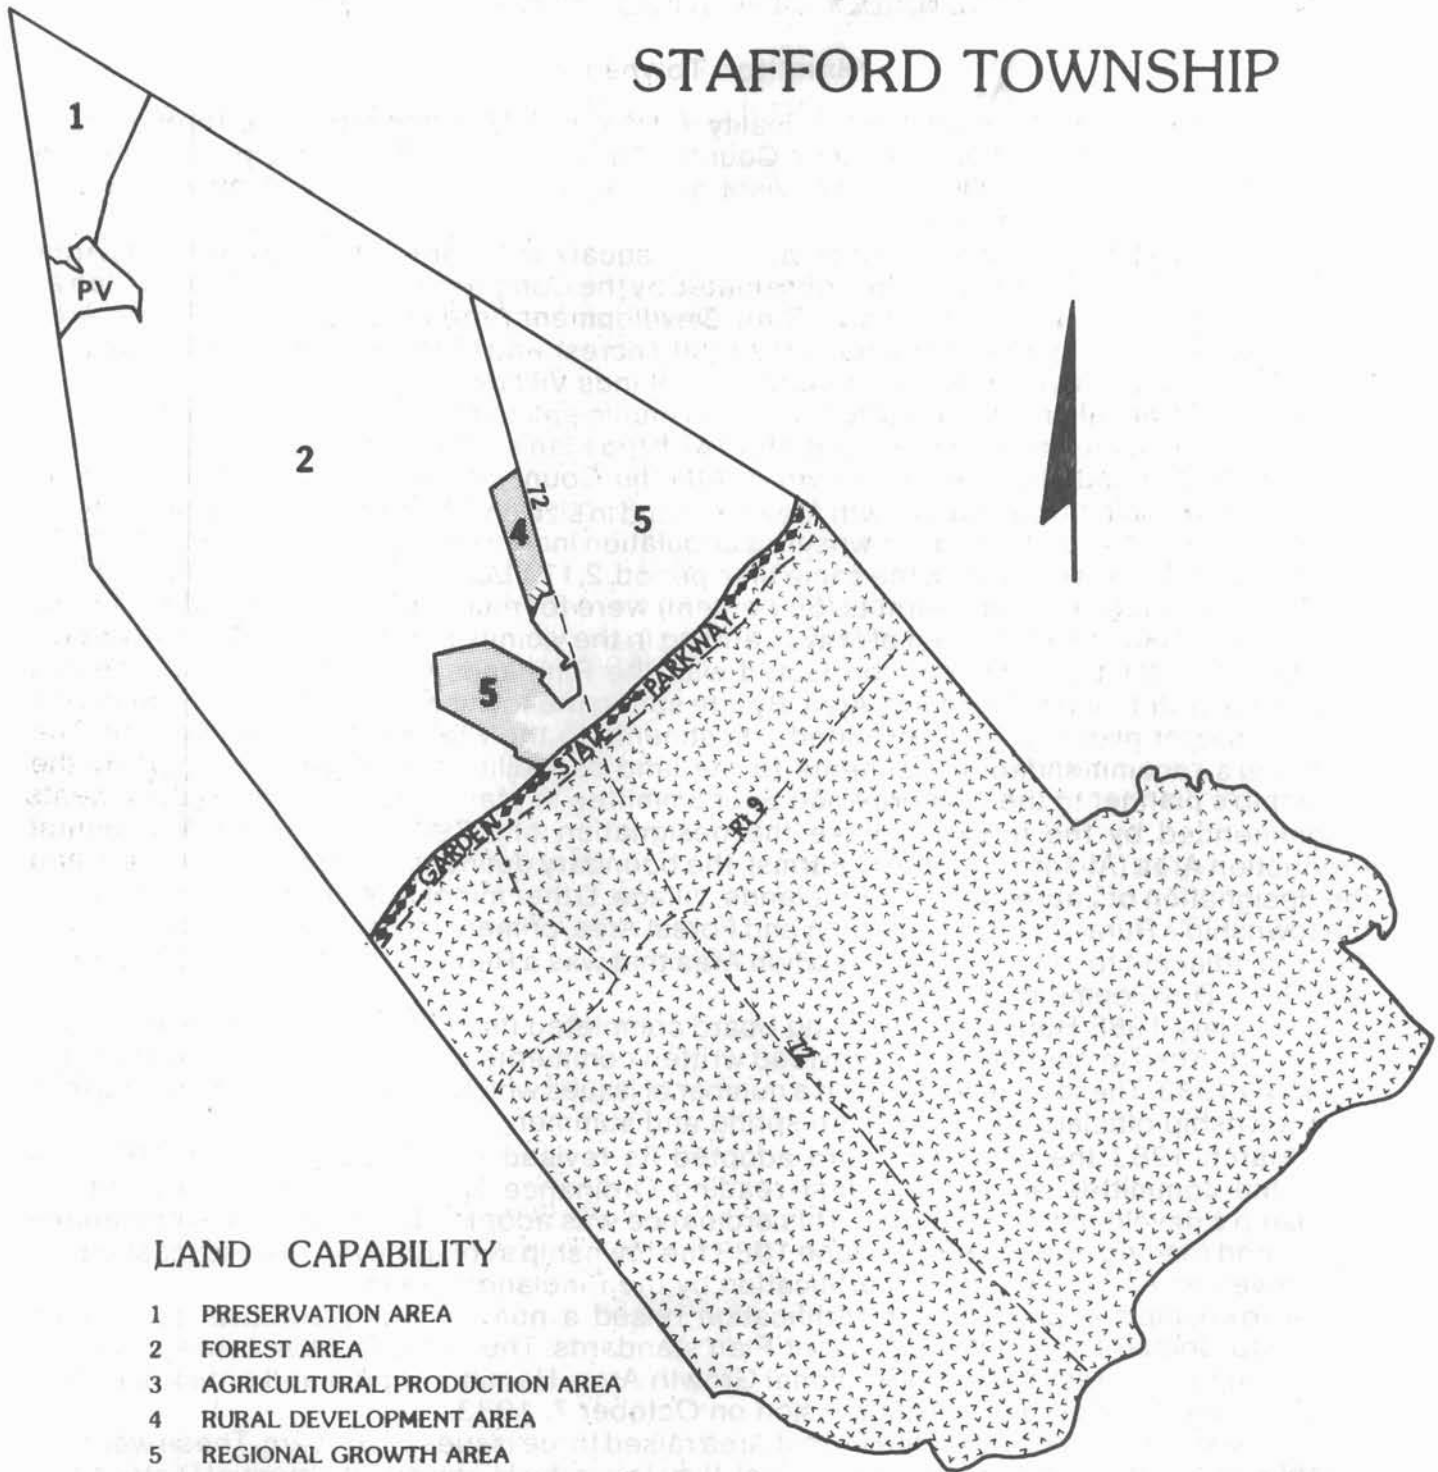 STAFFORD TOWNSHIP
1
PV
2
72
4
5
5
GARDEN STATE PARKWAY
Rt 9
72
LAND CAPABILITY
1 PRESERVATION AREA
2 FOREST AREA
3 AGRICULTURAL PRODUCTION AREA
4 RURAL DEVELOPMENT AREA
5 REGIONAL GROWTH AREA